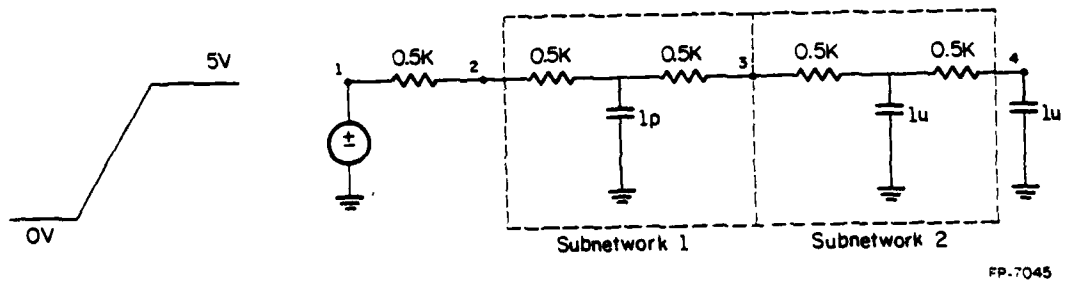 5V
0V
1
0.5K
2
0.5K
0.5K
3
0.5K
0.5K
4
±
1p
1u
1u
Subnetwork 1
Subnetwork 2
FP-7045